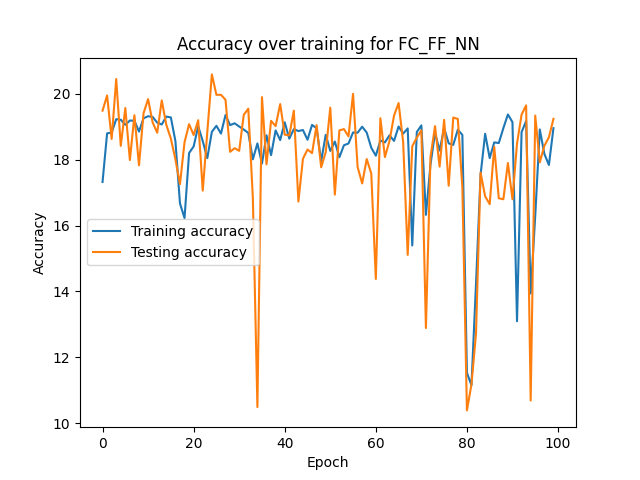 Accuracy over training for FC_FF_NN
20
18
16
14
12
10
Accuracy
Training accuracy
Testing accuracy
0 20 40 60 80 100
Epoch